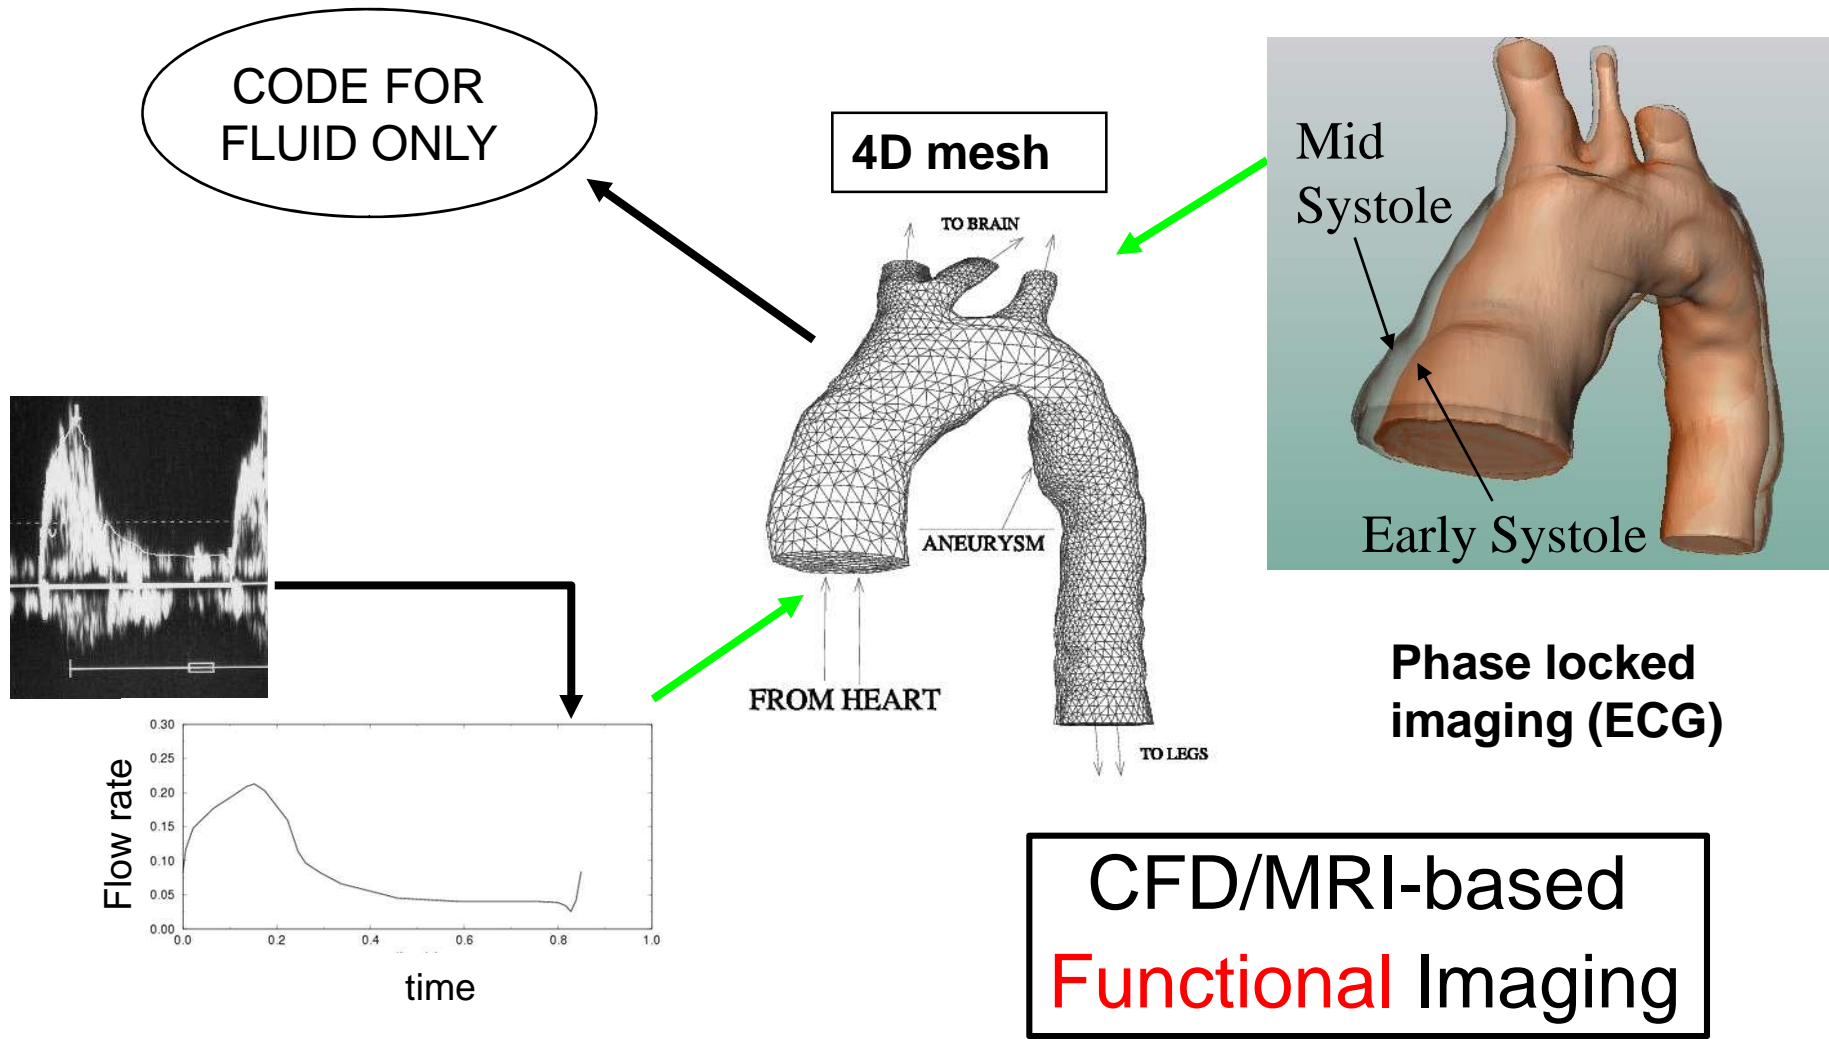 CODE FOR
FLUID ONLY
4D mesh
Mid
Systole
Early Systole
TO BRAIN
ANEURYSM
FROM HEART
TO LEGS
Phase locked
imaging (ECG)
Flow rate
0.30
0.25
0.20
0.15
0.10
0.05
0.00
0.0 0.2 0.4 0.6 0.8 1.0
time
CFD/MRI-based
Functional Imaging